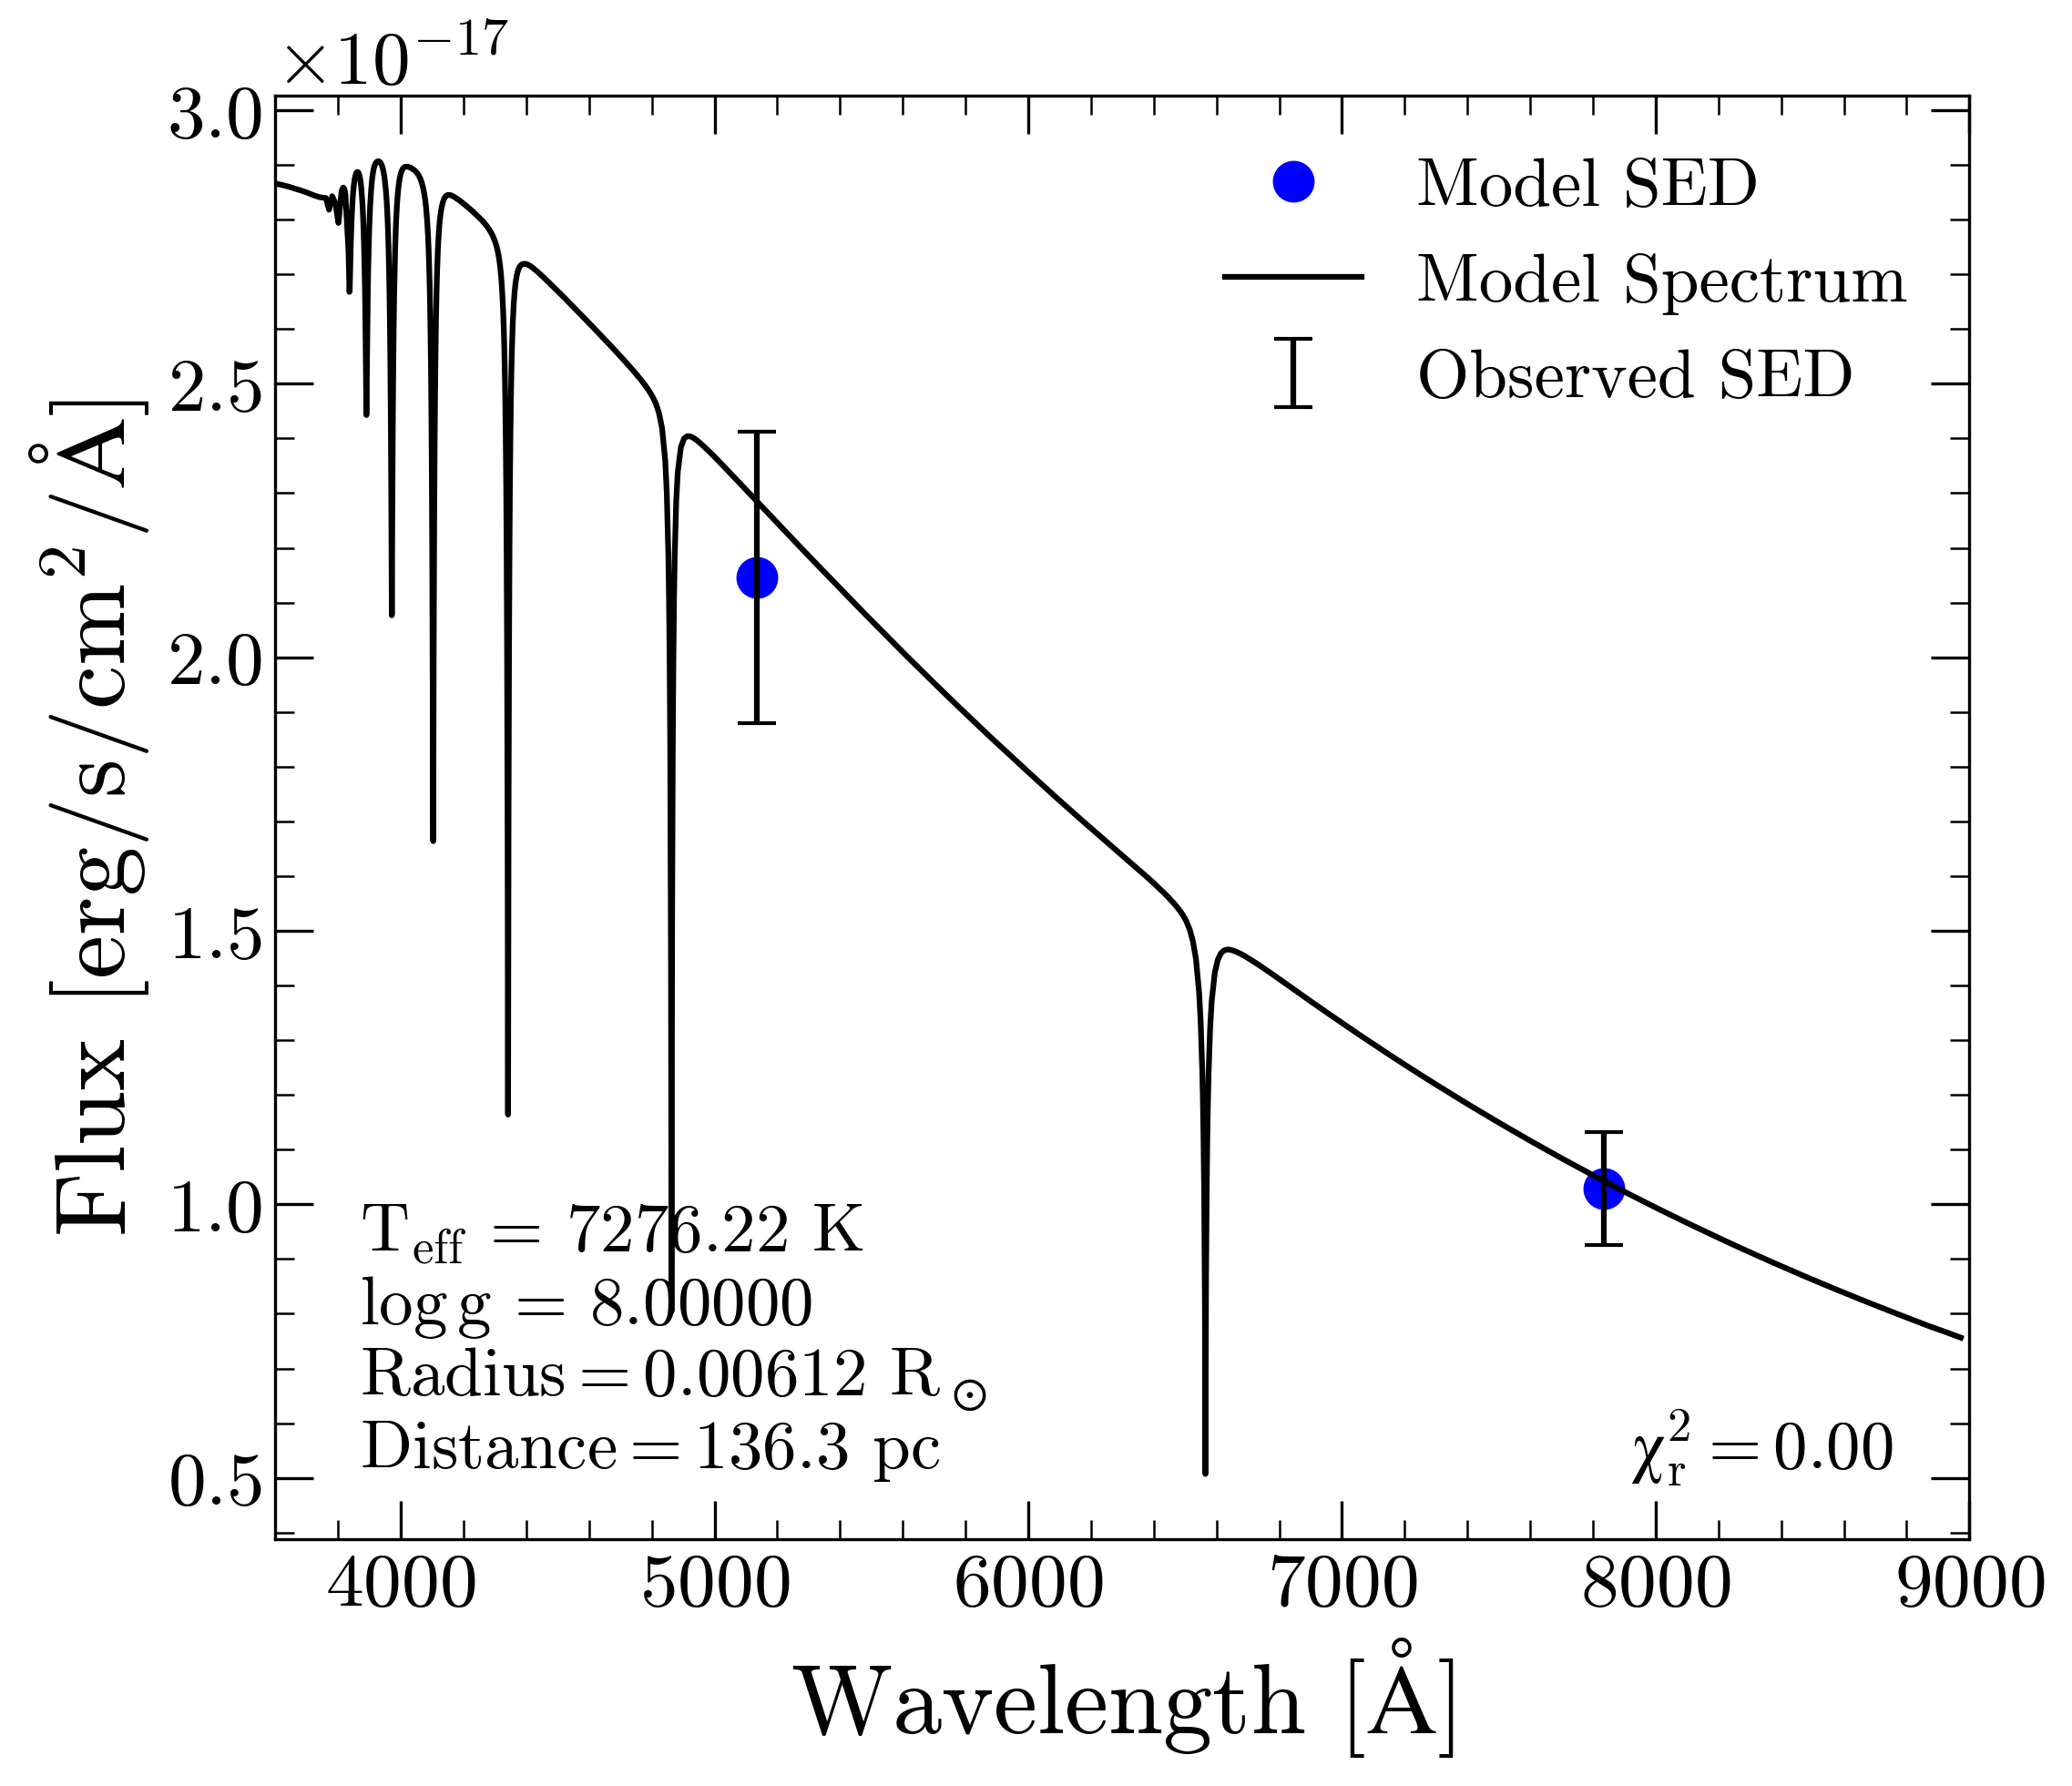 ×10⁻¹⁷
3.0
2.5
2.0
1.5
1.0
0.5
Flux [erg/s/cm²/Å]
Model SED
Model Spectrum
Observed SED
T_eff = 7276.22 K
log g = 8.00000
Radius = 0.00612 R_⊙
Distance = 136.3 pc
χ²_r = 0.00
4000 5000 6000 7000 8000 9000
Wavelength [Å]